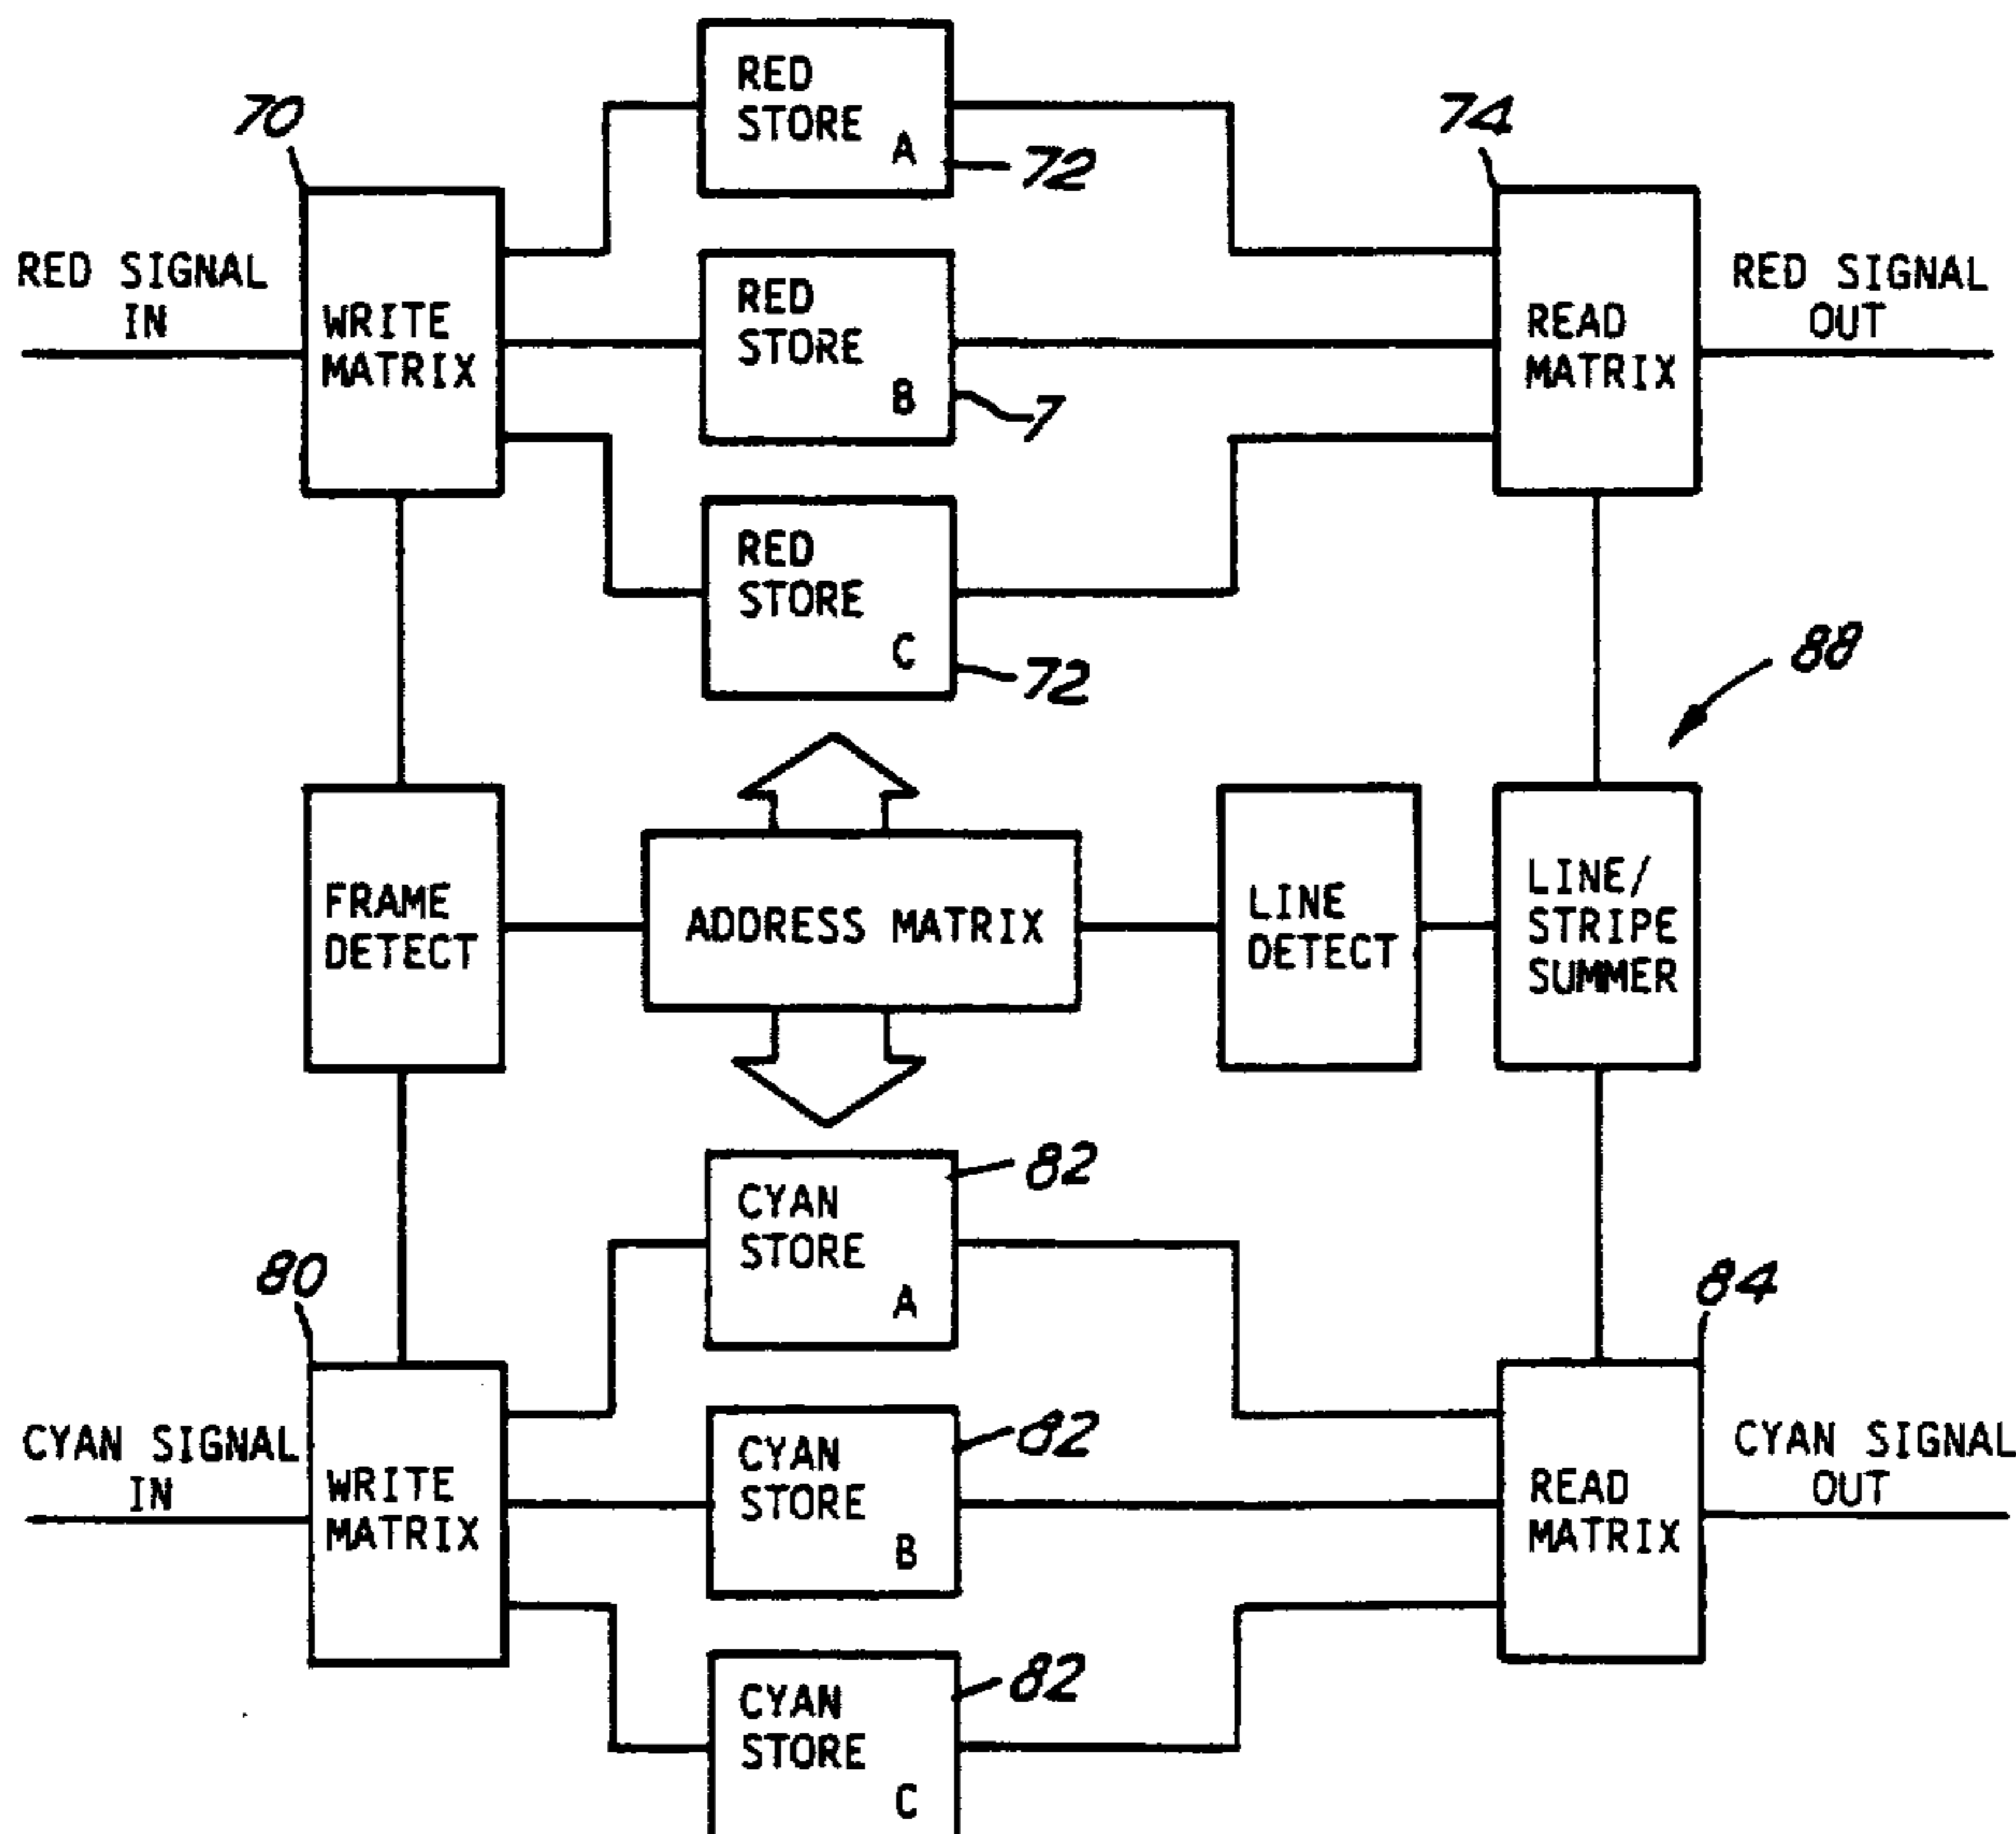 RED
STORE
A
72
70
74
RED SIGNAL
IN
WRITE
MATRIX
RED
STORE
B
7
READ
MATRIX
RED SIGNAL
OUT
RED
STORE
C
72
88
FRAME
DETECT
ADDRESS MATRIX
LINE
DETECT
LINE/
STRIPE
SUMMER
CYAN
STORE
A
82
80
84
CYAN SIGNAL
IN
WRITE
MATRIX
CYAN
STORE
B
82
READ
MATRIX
CYAN SIGNAL
OUT
CYAN
STORE
C
82